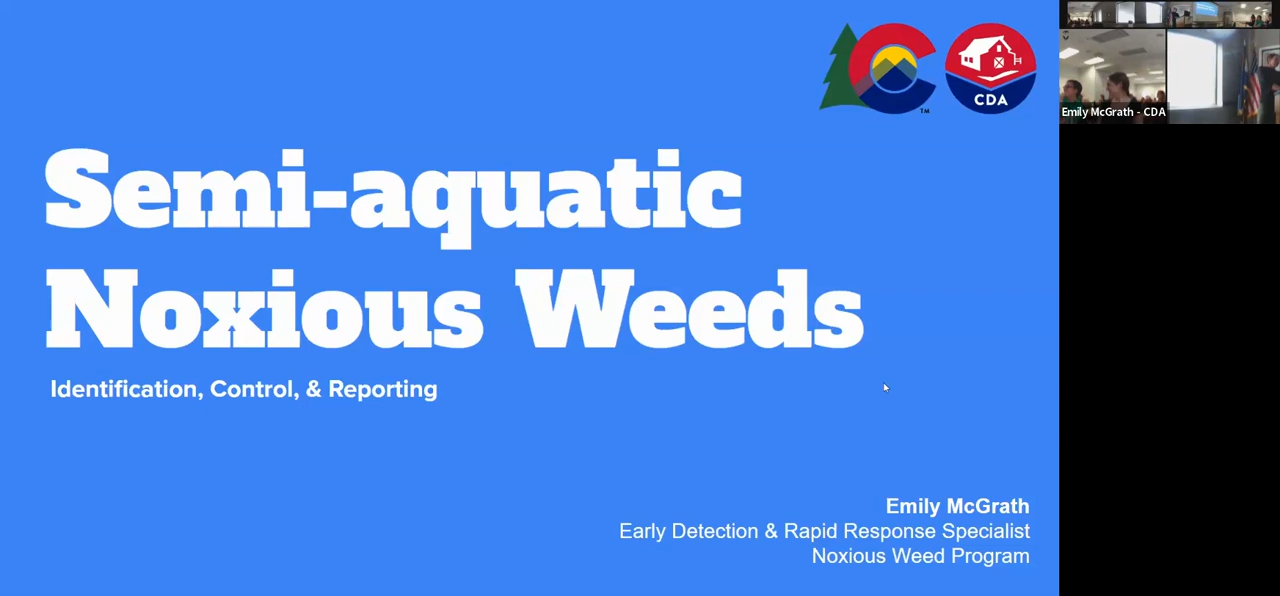 CDA
TM
Semi-aquatic
Noxious Weeds
Identification, Control, & Reporting
Emily McGrath
Early Detection & Rapid Response Specialist
Noxious Weed Program
Emily McGrath - CDA